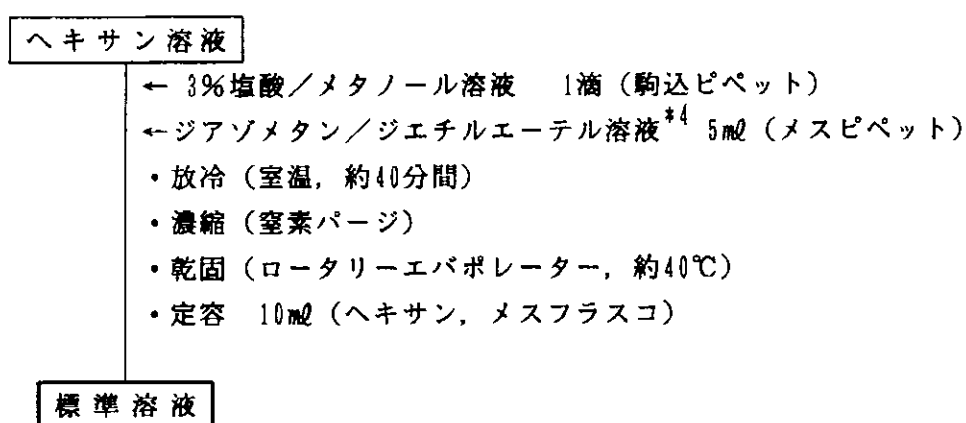 ヘキサン溶液
← 3%塩酸/メタノール溶液 1滴(駒込ピペット)
←ジアゾメタン/ジエチルエーテル溶液*4 5mℓ(メスピペット)
・放冷(室温,約40分間)
・濃縮(窒素パージ)
・乾固(ロータリーエバポレーター,約40℃)
・定容 10mℓ(ヘキサン,メスフラスコ)
標準溶液